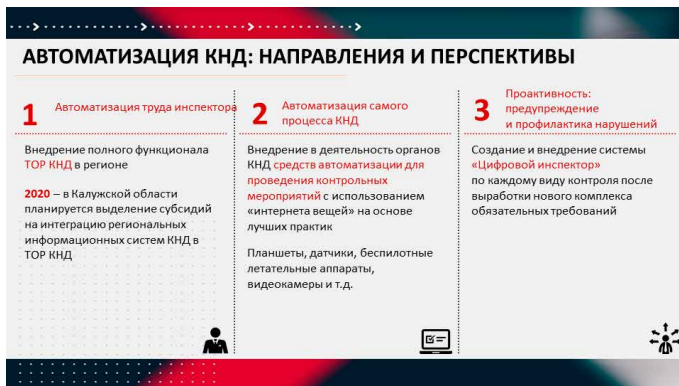 АВТОМАТИЗАЦИЯ КНД: НАПРАВЛЕНИЯ И ПЕРСПЕКТИВЫ
1
Автоматизация труда инспектора
Внедрение полного функционала
ТОР КНД в регионе
2020 – в Калужской области
планируется выделение субсидий
на интеграцию региональных
информационных систем КНД в
ТОР КНД
2
Автоматизация самого
процесса КНД
Внедрение в деятельность органов
КНД средств автоматизации для
проведения контрольных
мероприятий с использованием
«интернета вещей» на основе
лучших практик
Планшеты, датчики, беспилотные
летательные аппараты,
видеокамеры и т.д.
3
Проактивность:
предупреждение
и профилактика нарушений
Создание и внедрение системы
«Цифровой инспектор»
по каждому виду контроля после
выработки нового комплекса
обязательных требований